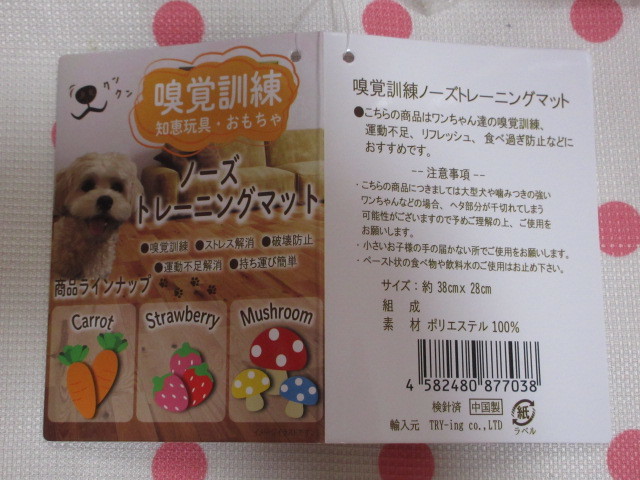 クンクン
嗅覚訓練
知恵玩具・おもちゃ
ノーズ
トレーニングマット
●嗅覚訓練 ●ストレス解消 ●破壊防止
●運動不足解消 ●持ち運び簡単
商品ラインナップ
Carrot
Strawberry
Mushroom
嗅覚訓練ノーズトレーニングマット
●こちらの商品はワンちゃん達の嗅覚訓練、
運動不足、リフレッシュ、食べ過ぎ防止などに
おすすめです。
-- 注意事項 --
・こちらの商品につきましては大型犬や噛みつきの強い
ワンちゃんなどの場合、ヘタ部分が千切れてしまう
可能性がございますので予めご理解の上、ご使用を
お願いします。
・小さいお子様の手の届かない所でご使用をお願いします。
・ペースト状の食べ物や飲料水のご使用はお止め下さい。
サイズ：約 38cm x 28cm
組 成
素 材 ポリエステル 100%
4 582480 877038
検針済 中国製
輸入元 TRY-ing co.,LTD
紙
ラベル